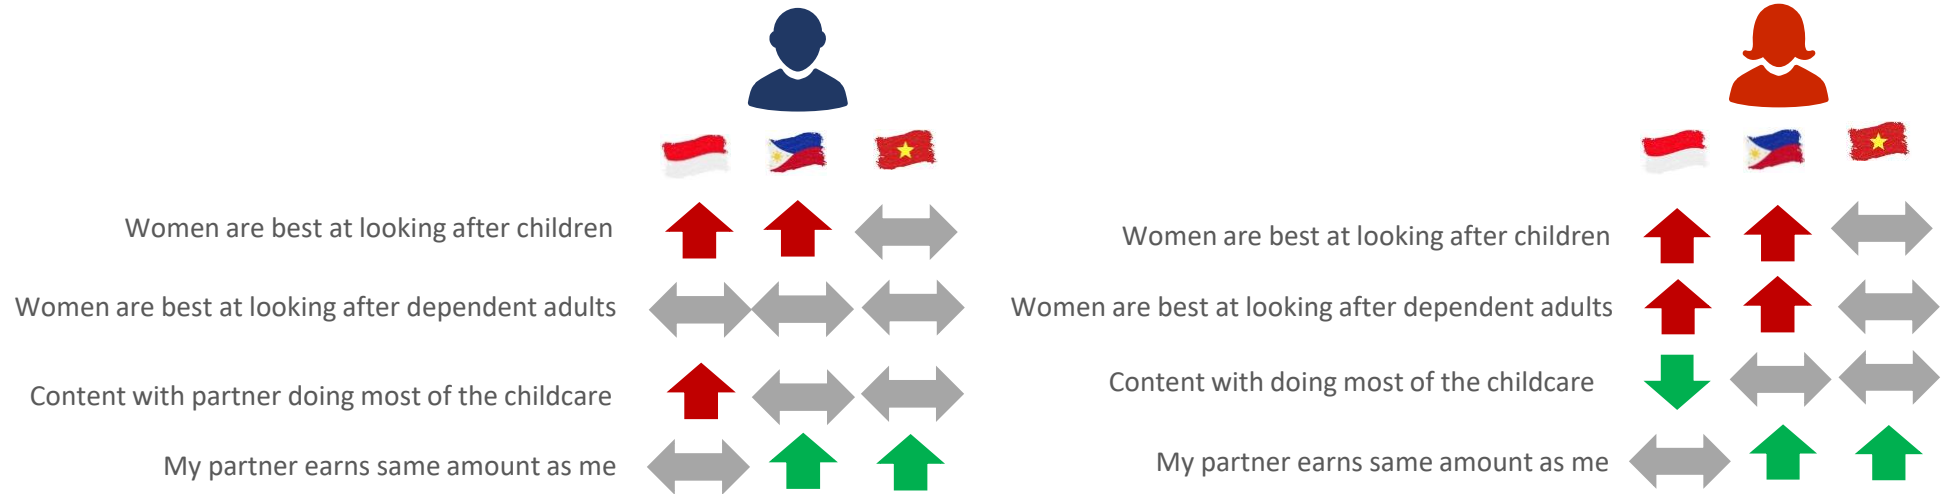 Women are best at looking after children
Women are best at looking after dependent adults
Content with partner doing most of the childcare
My partner earns same amount as me
Women are best at looking after children
Women are best at looking after dependent adults
Content with doing most of the childcare
My partner earns same amount as me